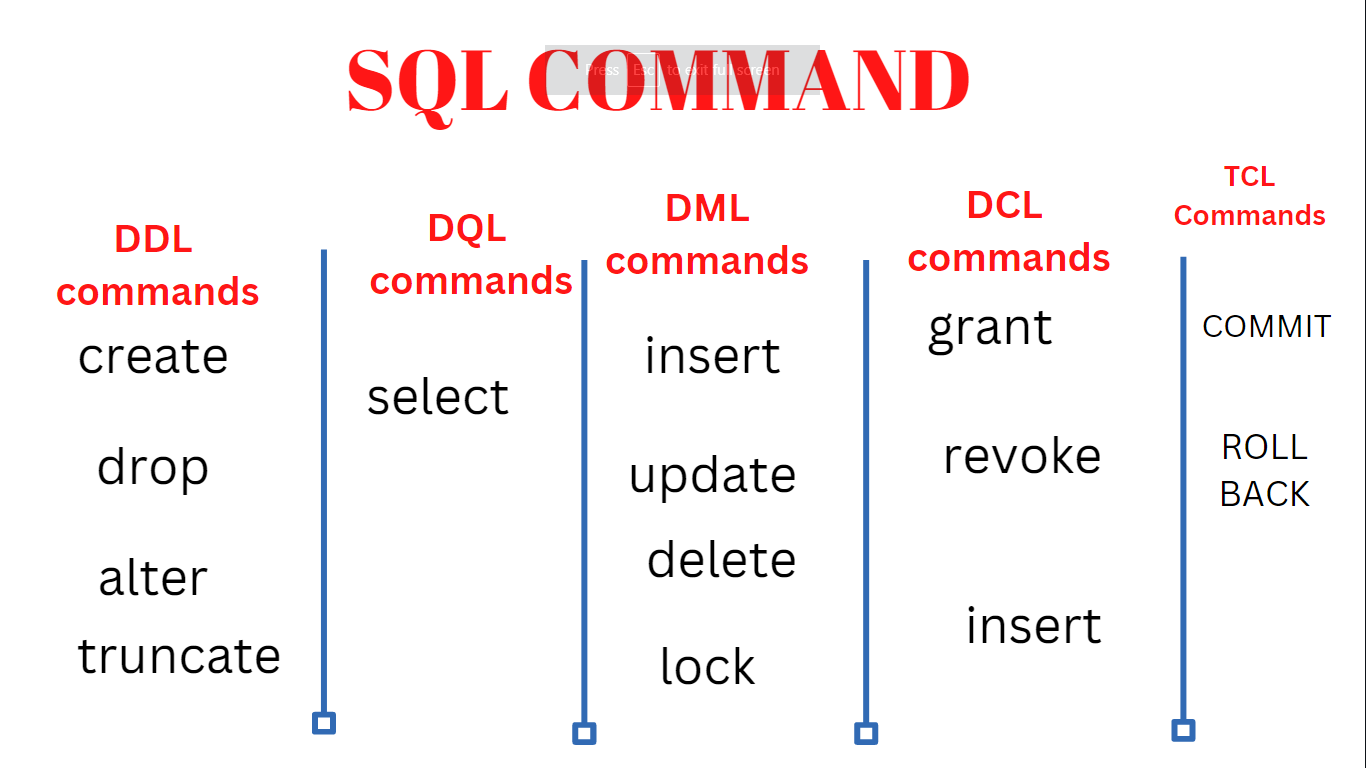 SQL COMMAND
Press Esc to exit full screen
DDL
commands
create
drop
alter
truncate
DQL
commands
select
DML
commands
insert
update
delete
lock
DCL
commands
grant
revoke
insert
TCL
Commands
COMMIT
ROLL
BACK